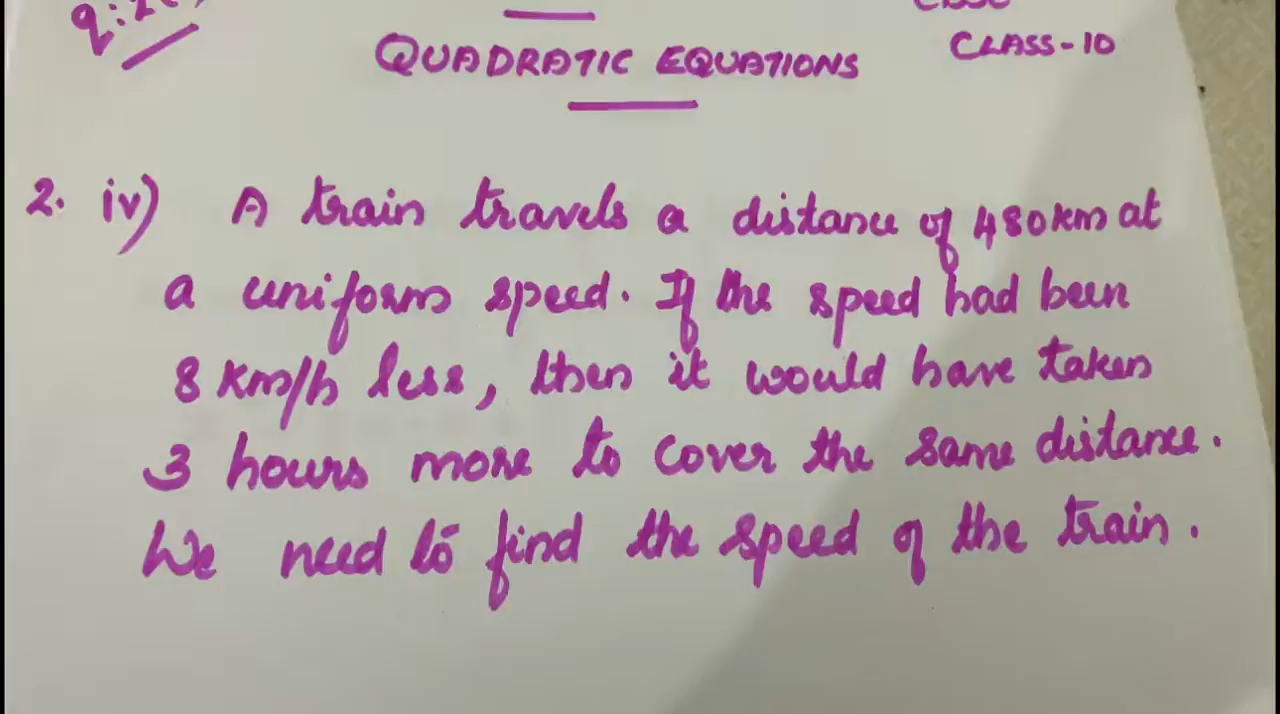 QUADRATIC EQUATIONS
CLASS-10
2. iv) A train travels a distance of 480km at
a uniform speed. If the speed had been
8 km/h less, then it would have taken
3 hours more to cover the same distance.
We need to find the speed of the train.